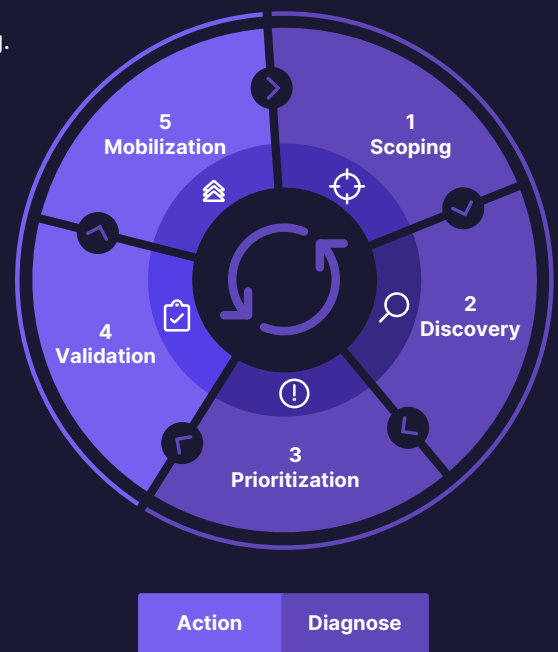 1
Scoping
2
Discovery
3
Prioritization
4
Validation
5
Mobilization
Action
Diagnose